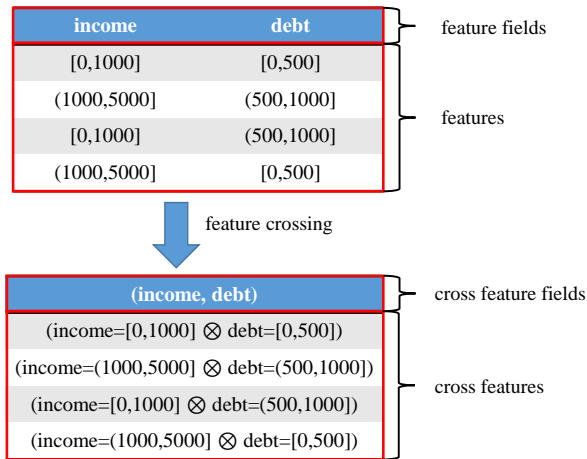 income debt feature fields
[0,1000] [0,500]
(1000,5000] (500,1000]
features
[0,1000] (500,1000]
(1000,5000] [0,500]
feature crossing
(income, debt) cross feature fields
(income=[0,1000] ⊗ debt=[0,500])
(income=(1000,5000] ⊗ debt=(500,1000])
cross features
(income=[0,1000] ⊗ debt=(500,1000])
(income=(1000,5000] ⊗ debt=[0,500])